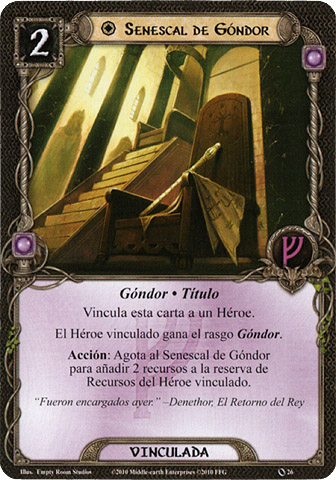 2
Senescal de Góndor
Góndor • Título
Vincula esta carta a un Héroe.
El Héroe vinculado gana el rasgo Góndor.
Acción: Agota al Senescal de Góndor
para añadir 2 recursos a la reserva de
Recursos del Héroe vinculado.
“Fueron encargados ayer.” –Denethor, El Retorno del Rey
VINCULADA
Illus. Empty Room Studios ©2010 Middle-earth Enterprises ©2010 FFG 26